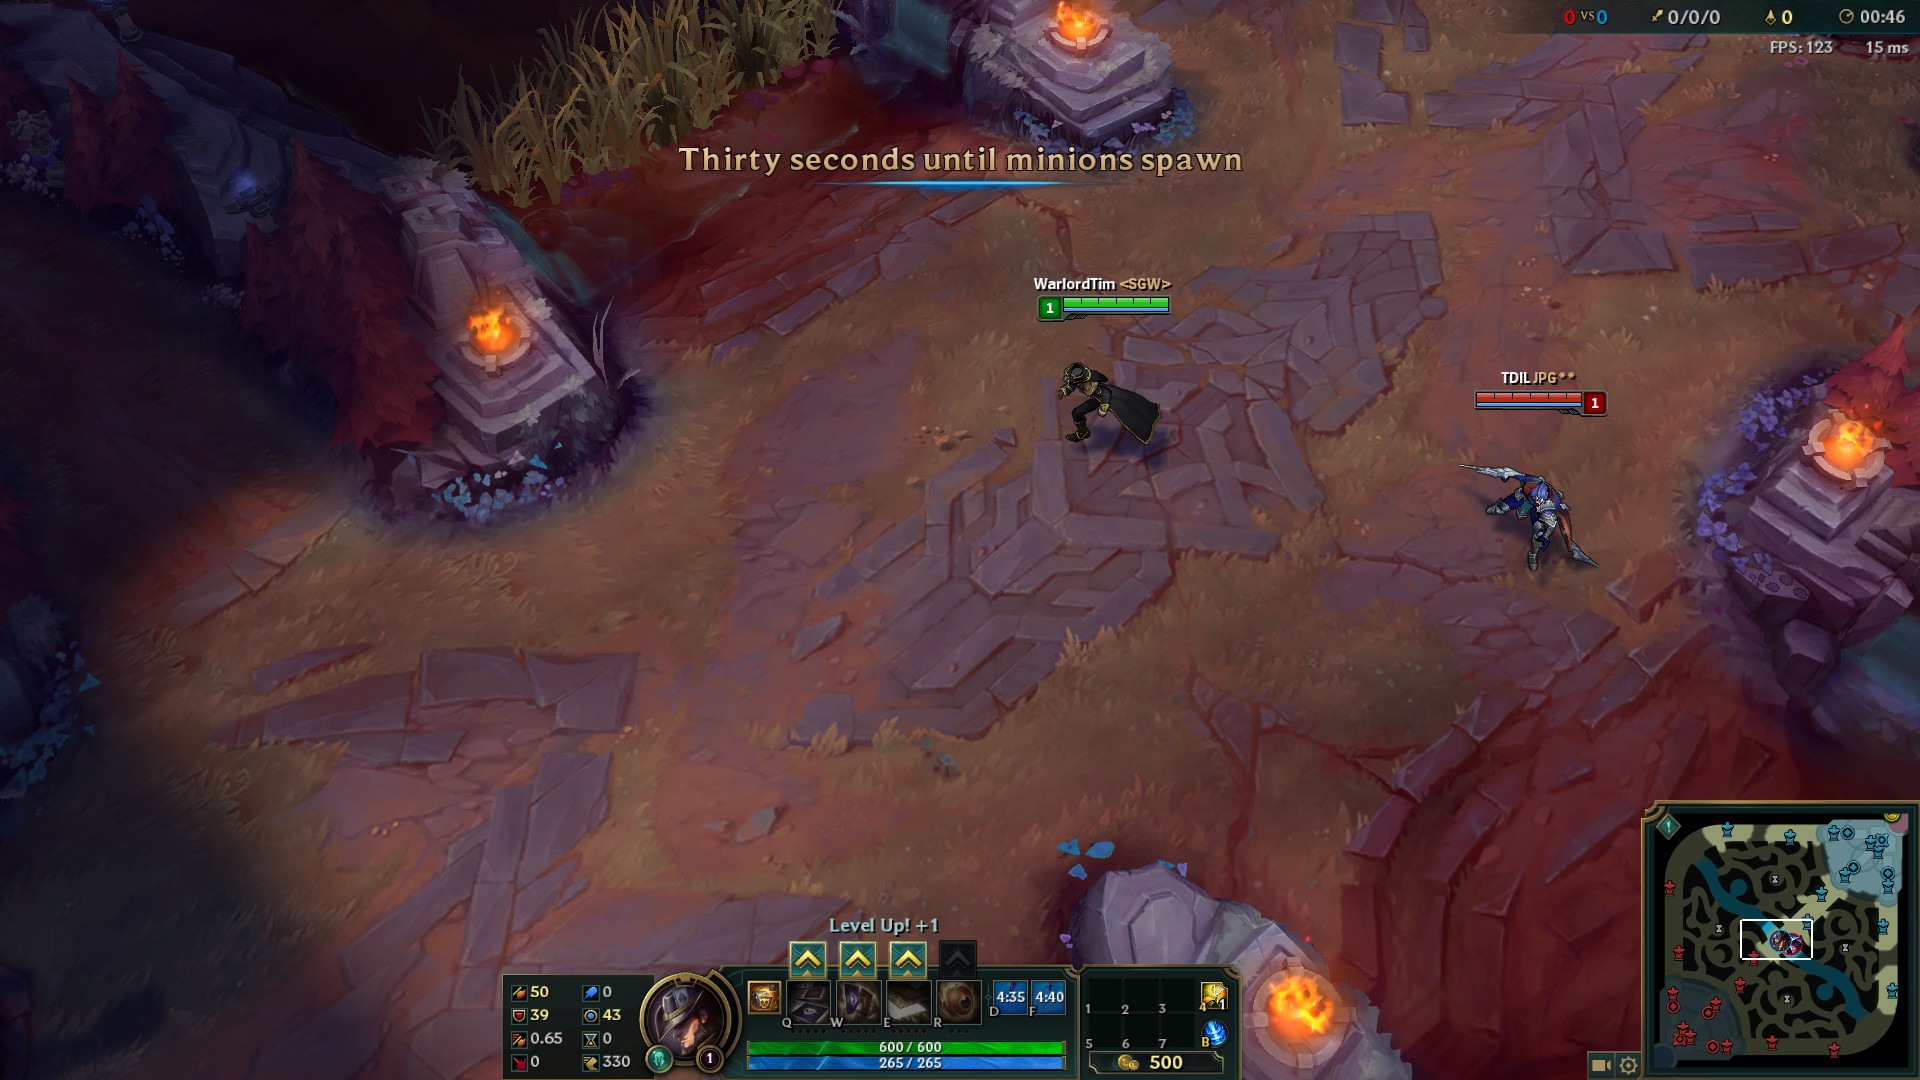 0 VS 0 0/0/0 0 00:46
FPS: 123 15 ms
Thirty seconds until minions spawn
WarlordTim <SGW>
1
TDILJPG**
1
Level Up! +1
50 0
39 43
0.65 0
0 330
1
Q W E R
4:35 4:40
D F
600 / 600
265 / 265
1 2 3 4 1
5 6 7 B
500